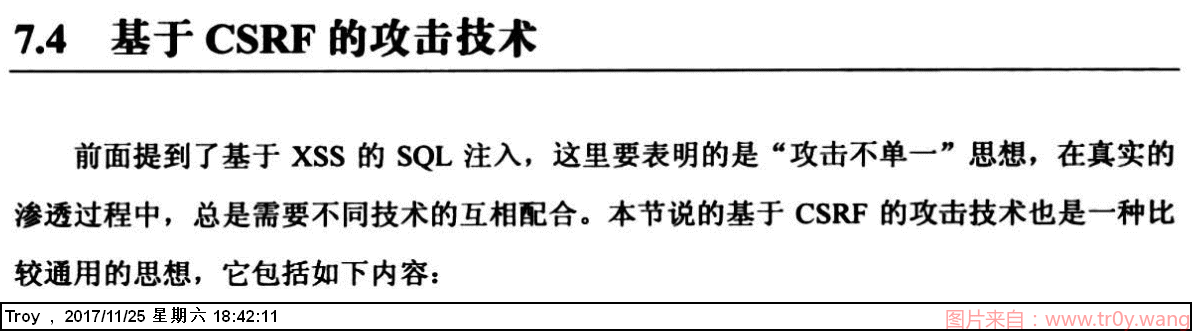 7.4 基于 CSRF 的攻击技术
前面提到了基于 XSS 的 SQL 注入，这里要表明的是“攻击不单一”思想，在真实的
渗透过程中，总是需要不同技术的互相配合。本节说的基于 CSRF 的攻击技术也是一种比
较通用的思想，它包括如下内容：
Troy , 2017/11/25 星期六 18:42:11
图片来自：www.tr0y.wang